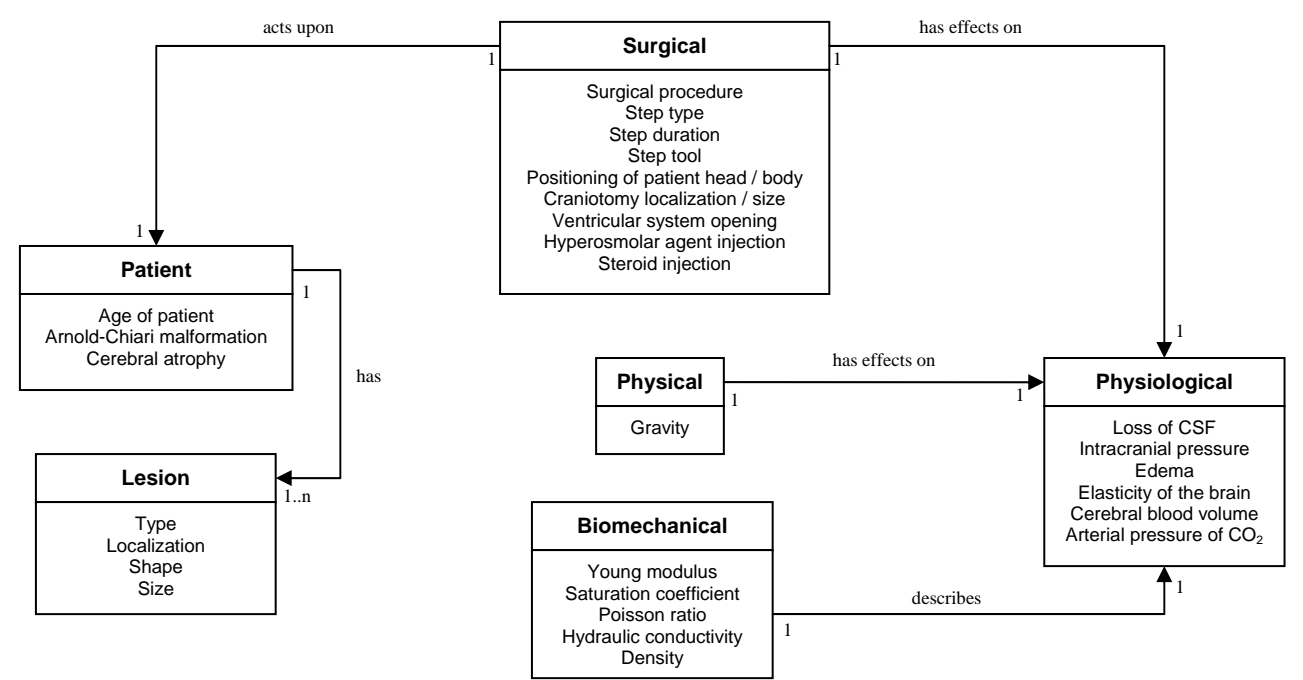 acts upon
has effects on
Surgical
1
1
Surgical procedure
Step type
Step duration
Step tool
Positioning of patient head / body
Craniotomy localization / size
Ventricular system opening
Hyperosmolar agent injection
Steroid injection
1
Patient
1
Age of patient
Arnold-Chiari malformation
Cerebral atrophy
has
Lesion
1..n
Type
Localization
Shape
Size
Physical
1
Gravity
has effects on
1
1
Physiological
Loss of CSF
Intracranial pressure
Edema
Elasticity of the brain
Cerebral blood volume
Arterial pressure of CO₂
Biomechanical
Young modulus
Saturation coefficient
Poisson ratio
Hydraulic conductivity
Density
describes
1
1